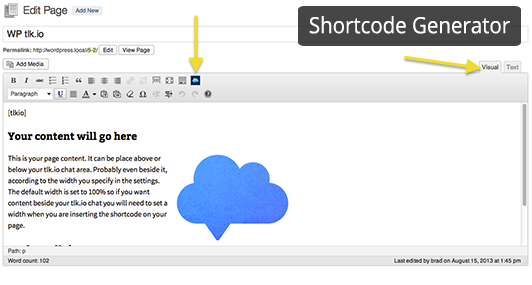 Edit Page Add New
Shortcode Generator
WP tlk.io
Permalink: http://wordpress.local/5-2/ Edit View Page
Add Media
Visual Text
B I ABC
Paragraph U A Ω
[tlkio]
Your content will go here
This is your page content. It can be place above or
below your tlk.io chat area. Probably even beside it,
according to the width you specify in the settings.
The default width is set to 100% so if you want
content beside your tlk.io chat you will need to set a
width when you are inserting the shortcode on your
page.
Path: p
Word count: 102 Last edited by brad on August 15, 2013 at 1:45 am